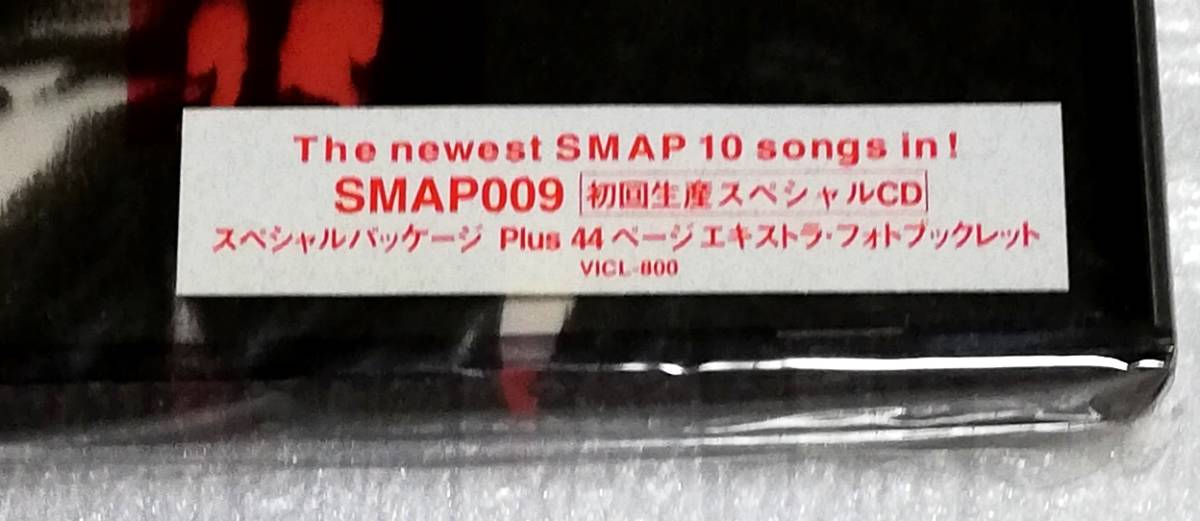 The newest SMAP 10 songs in!
SMAP009 初回生産スペシャルCD
スペシャルパッケージ Plus 44ページエキストラ・フォトブックレット
VICL-800